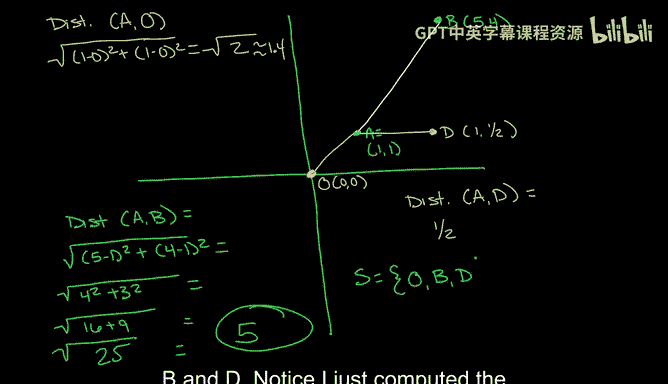 Dist. (A,O)
√(1-0)²+(1-0)² = √2 ≈ 1.4
B (5,4)
GPT中英字幕课程资源 bilibili
A=
(1,1)
D (1, ½)
O(0,0)
Dist. (A,D) =
½
Dist (A,B) =
√(5-1)²+(4-1)² =
√4²+3² =
√16+9 =
√25 =
5
S={O,B,D
B and D. Notice I just computed the